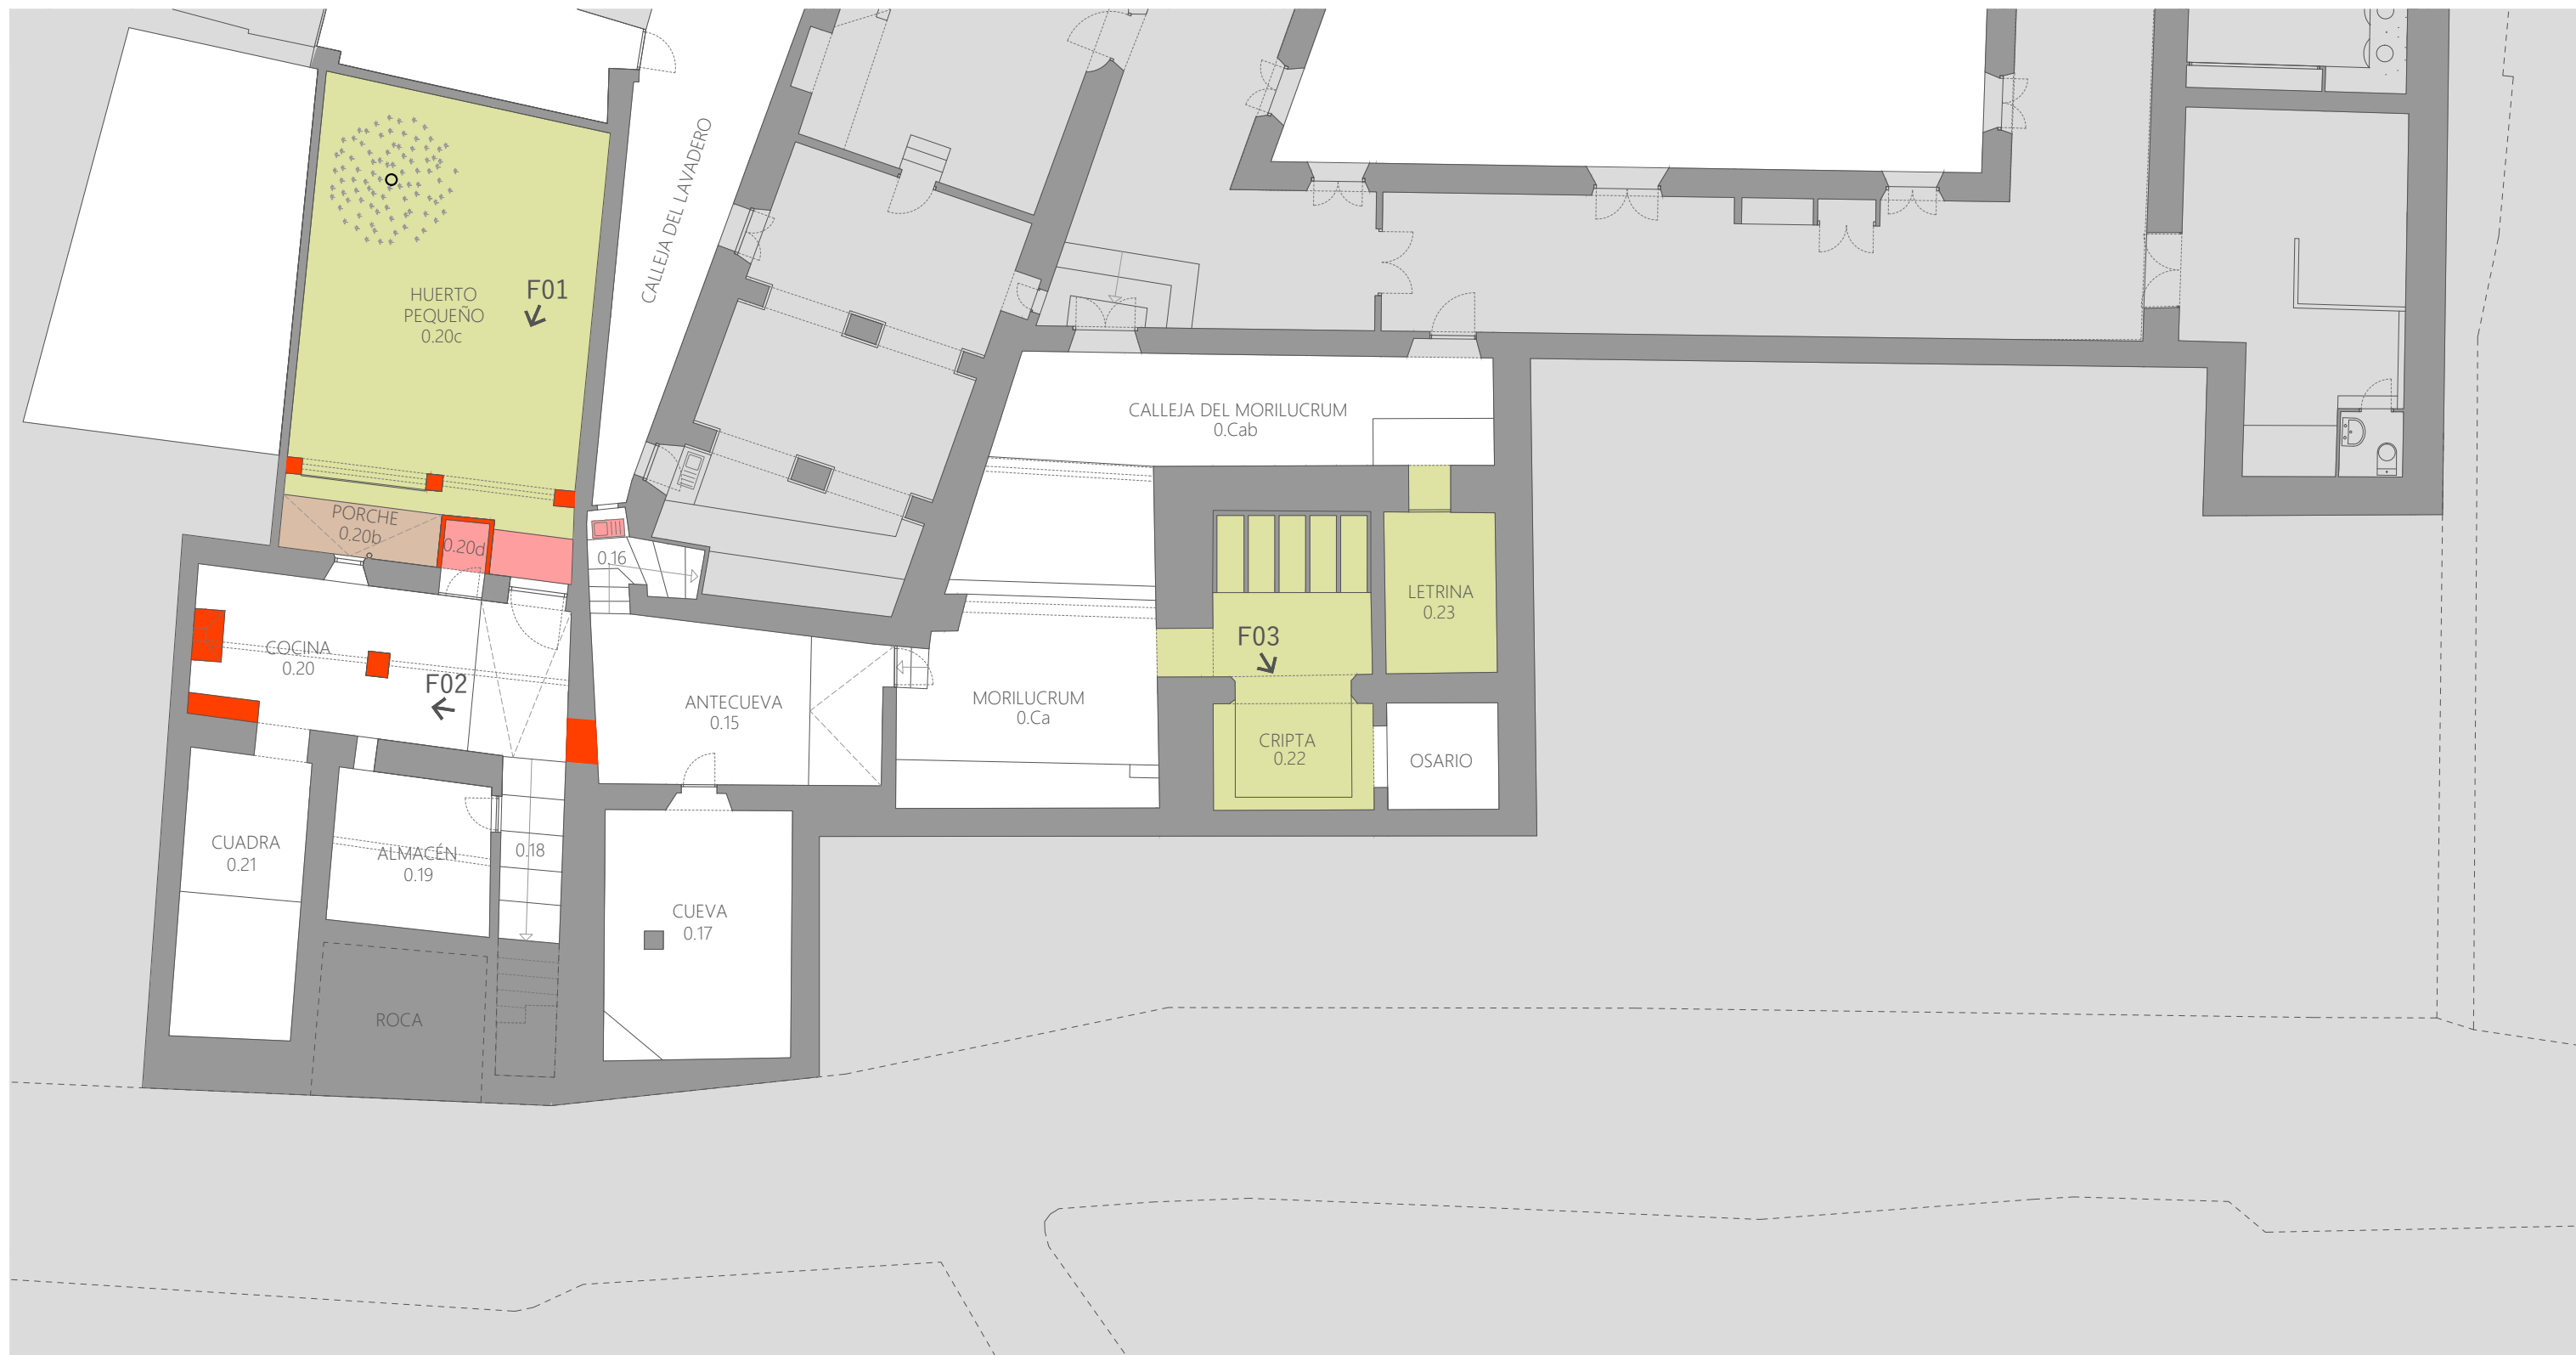 CALLEJA DEL LAVADERO
HUERTO
PEQUEÑO
0.20c
F01
PORCHE
0.20b
0.20d
0.16
COCINA
0.20
F02
ANTECUEVA
0.15
CALLEJA DEL MORILUCRUM
0.Cab
MORILUCRUM
0.Ca
F03
LETRINA
0.23
CRIPTA
0.22
OSARIO
CUADRA
0.21
ALMACÉN
0.19
0.18
CUEVA
0.17
ROCA